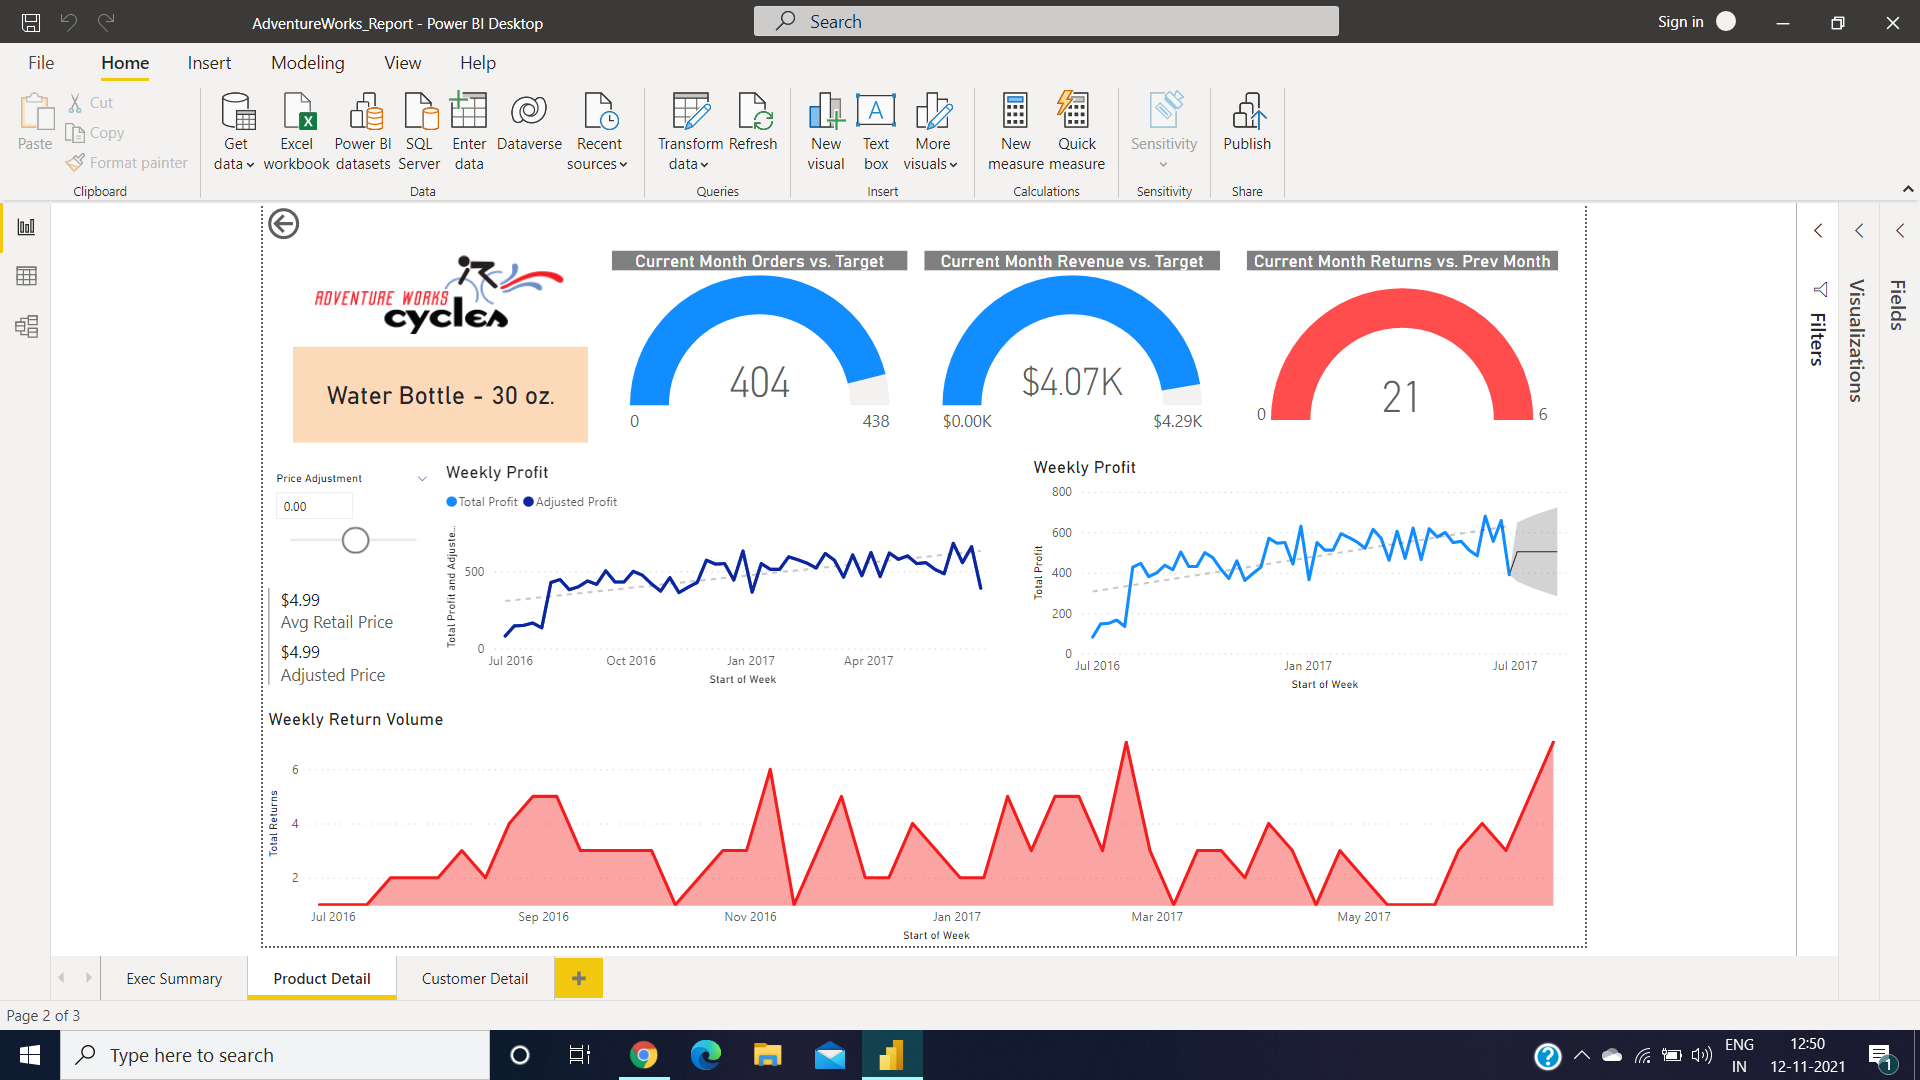 AdventureWorks_Report - Power BI Desktop
Search
Sign in
File Home Insert Modeling View Help
Paste
Cut
Copy
Format painter
Clipboard
Get data
Excel workbook
Power BI datasets
SQL Server
Enter data
Dataverse
Recent sources
Data
Transform data
Refresh
Queries
New visual
Text box
More visuals
Insert
New measure
Quick measure
Calculations
Sensitivity
Sensitivity
Publish
Share
ADVENTURE WORKS
cycles
Water Bottle - 30 oz.
Current Month Orders vs. Target
404
0 438
Current Month Revenue vs. Target
$4.07K
$0.00K $4.29K
Current Month Returns vs. Prev Month
21
0 6
Filters
Visualizations
Fields
Price Adjustment
0.00
$4.99
Avg Retail Price
$4.99
Adjusted Price
Weekly Profit
Total Profit Adjusted Profit
Total Profit and Adjuste...
500
0
Jul 2016 Oct 2016 Jan 2017 Apr 2017
Start of Week
Weekly Profit
Total Profit
800
600
400
200
0
Jul 2016 Jan 2017 Jul 2017
Start of Week
Weekly Return Volume
Total Returns
6
4
2
Jul 2016 Sep 2016 Nov 2016 Jan 2017 Mar 2017 May 2017
Start of Week
Exec Summary Product Detail Customer Detail
Page 2 of 3
Type here to search
ENG
IN
12:50
12-11-2021
1